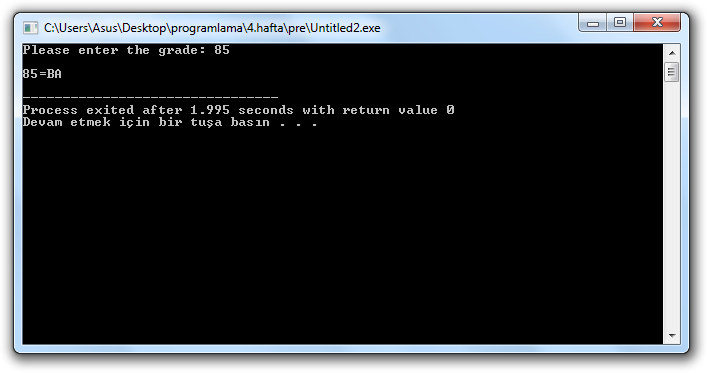 C:\Users\Asus\Desktop\programlama\4.hafta\pre\Untitled2.exe
Please enter the grade: 85
85=BA
--------------------------------
Process exited after 1.995 seconds with return value 0
Devam etmek için bir tuşa basın . . .